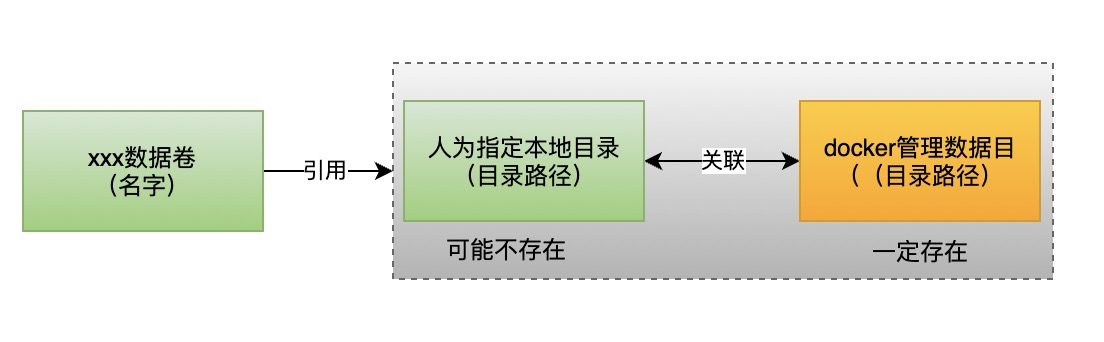 xxx数据卷
（名字）
引用
人为指定本地目录
（目录路径）
关联
docker管理数据目
（（目录路径）
可能不存在
一定存在